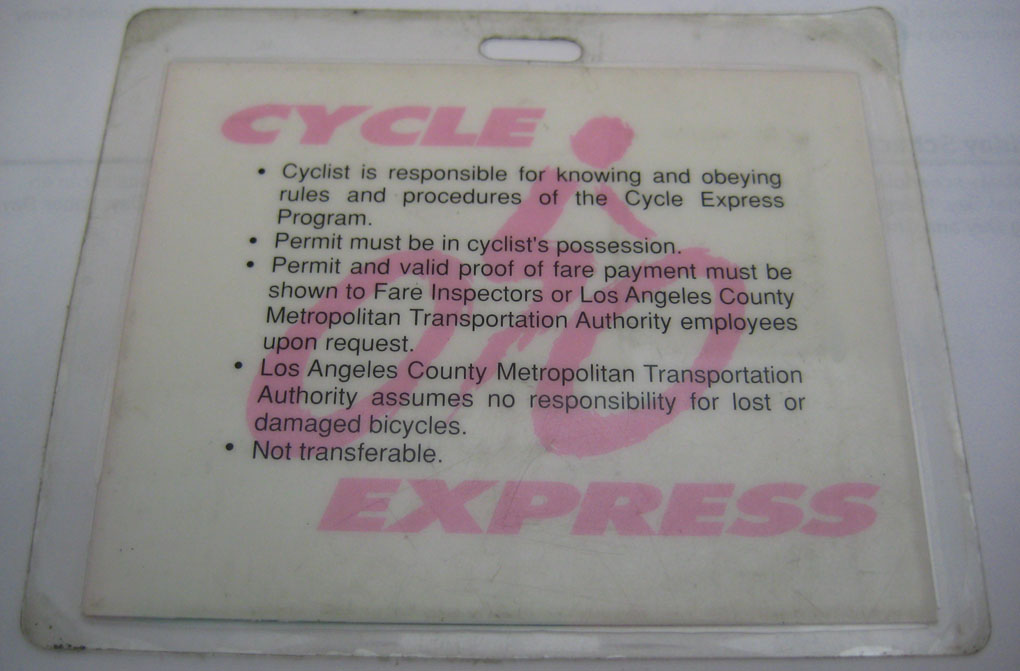 CYCLE
• Cyclist is responsible for knowing and obeying
rules and procedures of the Cycle Express
Program.
• Permit must be in cyclist's possession.
• Permit and valid proof of fare payment must be
shown to Fare Inspectors or Los Angeles County
Metropolitan Transportation Authority employees
upon request.
• Los Angeles County Metropolitan Transportation
Authority assumes no responsibility for lost or
damaged bicycles.
• Not transferable.
EXPRESS